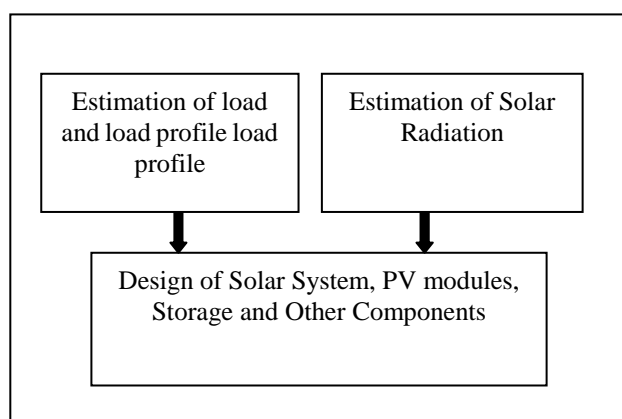 Estimation of load
and load profile load
profile
Estimation of Solar
Radiation
Design of Solar System, PV modules,
Storage and Other Components